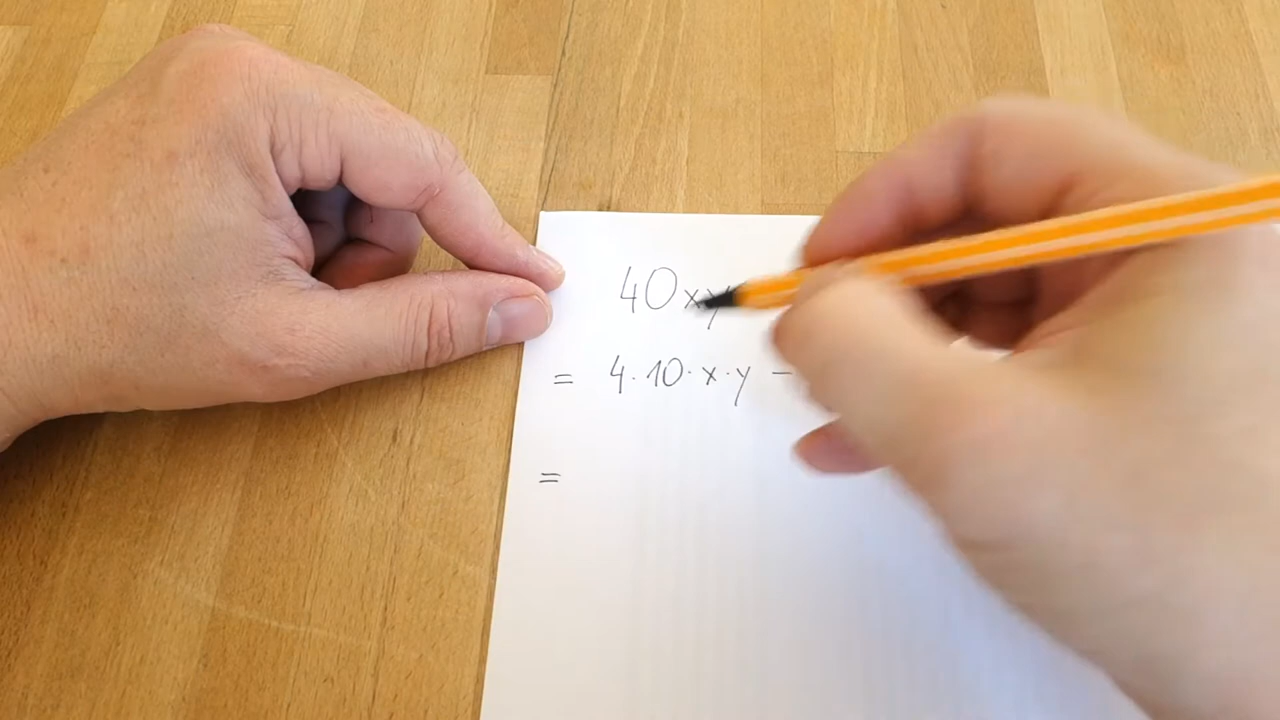 40xy
= 4·10·x·y -
=